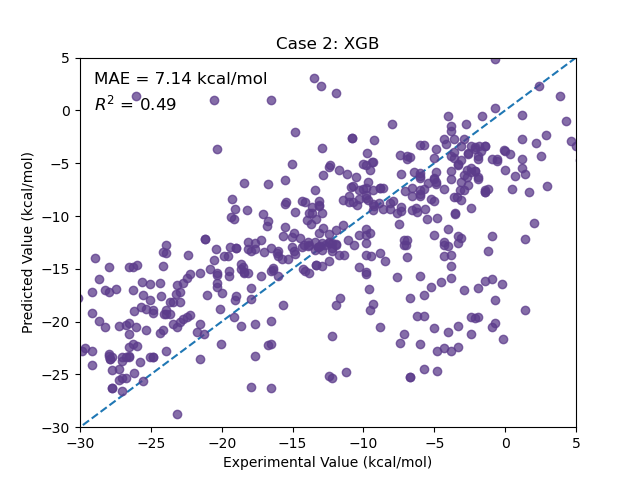 Case 2: XGB
MAE = 7.14 kcal/mol
R² = 0.49
Predicted Value (kcal/mol)
5
0
−5
−10
−15
−20
−25
−30
−30 −25 −20 −15 −10 −5 0 5
Experimental Value (kcal/mol)